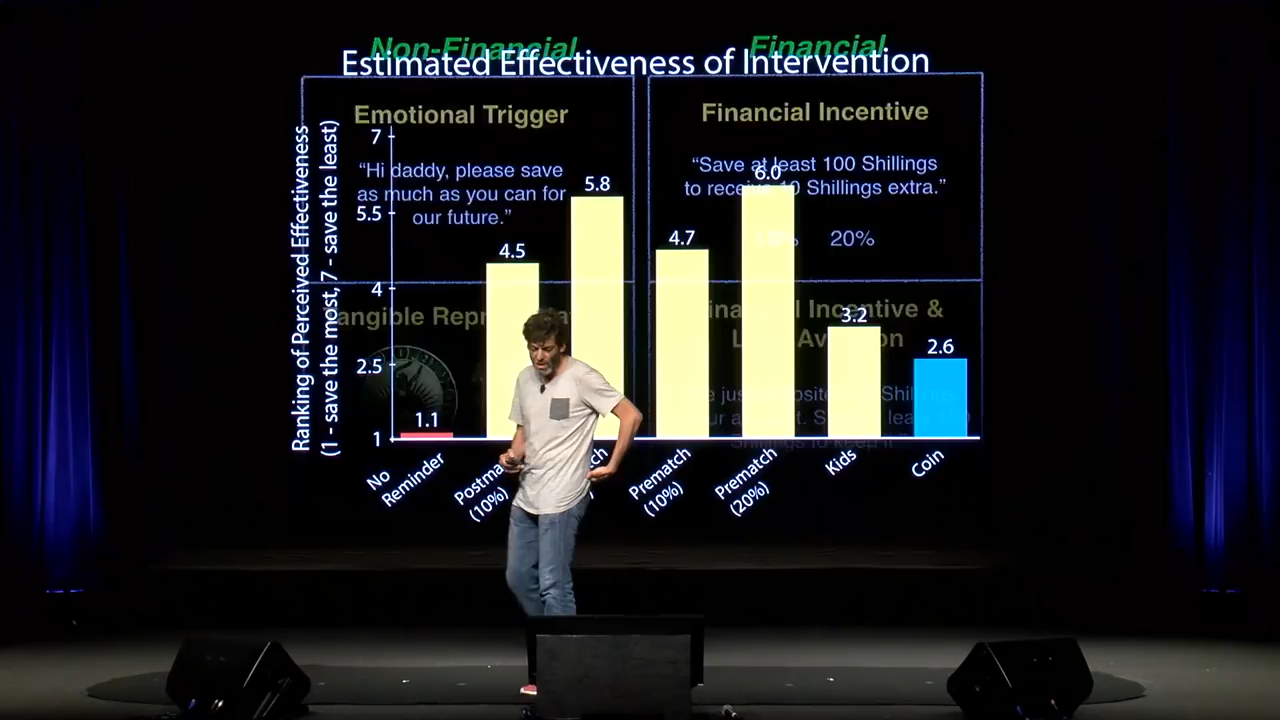 Non-Financial
Financial
Estimated Effectiveness of Intervention
Emotional Trigger
Financial Incentive
“Hi daddy, please save
as much as you can for
our future.”
“Save at least 100 Shillings
to receive 10 Shillings extra.”
20%
Ranking of Perceived Effectiveness
(1 - save the most, 7 - save the least)
7
5.5
4
2.5
1
1.1
4.5
5.8
4.7
6.0
3.2
2.6
Incentive &
No
Reminder
(10%)
Prematch
(10%)
Prematch
(20%)
Kids
Coin